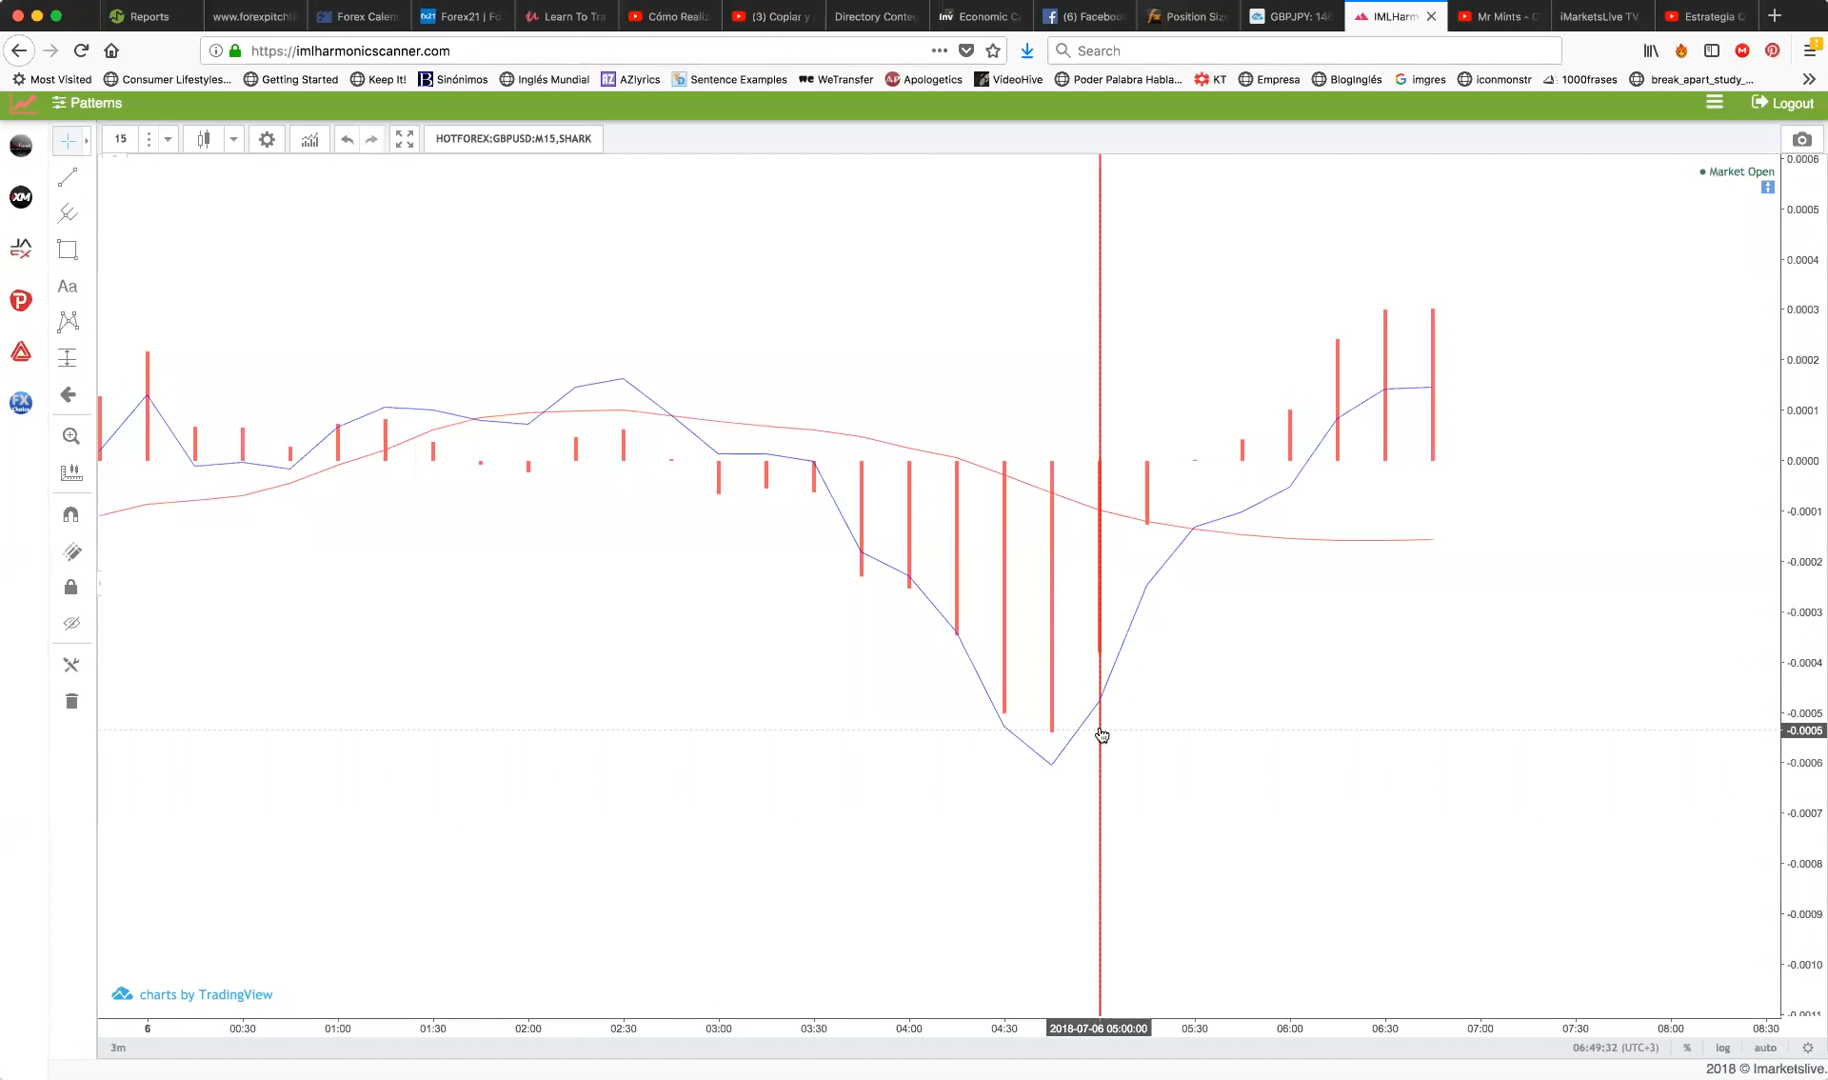 Reports
www.forexpitchf
Forex Calen
Forex21 | Fo
Learn To Tra
Cómo Realiz
(3) Copiar y
Directory Conte
Economic C
(6) Faceboo
Position Siz
GBPJPY: 146
IMLHarm
Mr Mints - C
iMarketsLive TV
Estrategia
https://imlharmonicscanner.com
Search
Most Visited
Consumer Lifestyles...
Getting Started
Keep It!
Sinónimos
Inglés Mundial
AZlyrics
Sentence Examples
WeTransfer
Apologetics
VideoHive
Poder Palabra Habla...
KT
Empresa
BlogInglés
imgres
iconmonstr
1000frases
break_apart_study_...
Patterns
Logout
15
HOTFOREX:GBPUSD:M15,SHARK
Market Open
XM
Aa
0.0006
0.0005
0.0004
0.0003
0.0002
0.0001
0.0000
-0.0001
-0.0002
-0.0003
-0.0004
-0.0005
-0.0005
-0.0006
-0.0007
-0.0008
-0.0009
-0.0010
charts by TradingView
6
00:30
01:00
01:30
02:00
02:30
03:00
03:30
04:00
04:30
2018-07-06 05:00:00
05:30
06:00
06:30
07:00
07:30
08:00
08:30
3m
06:49:32 (UTC+3)
%
log
auto
2018 © Imarketslive.